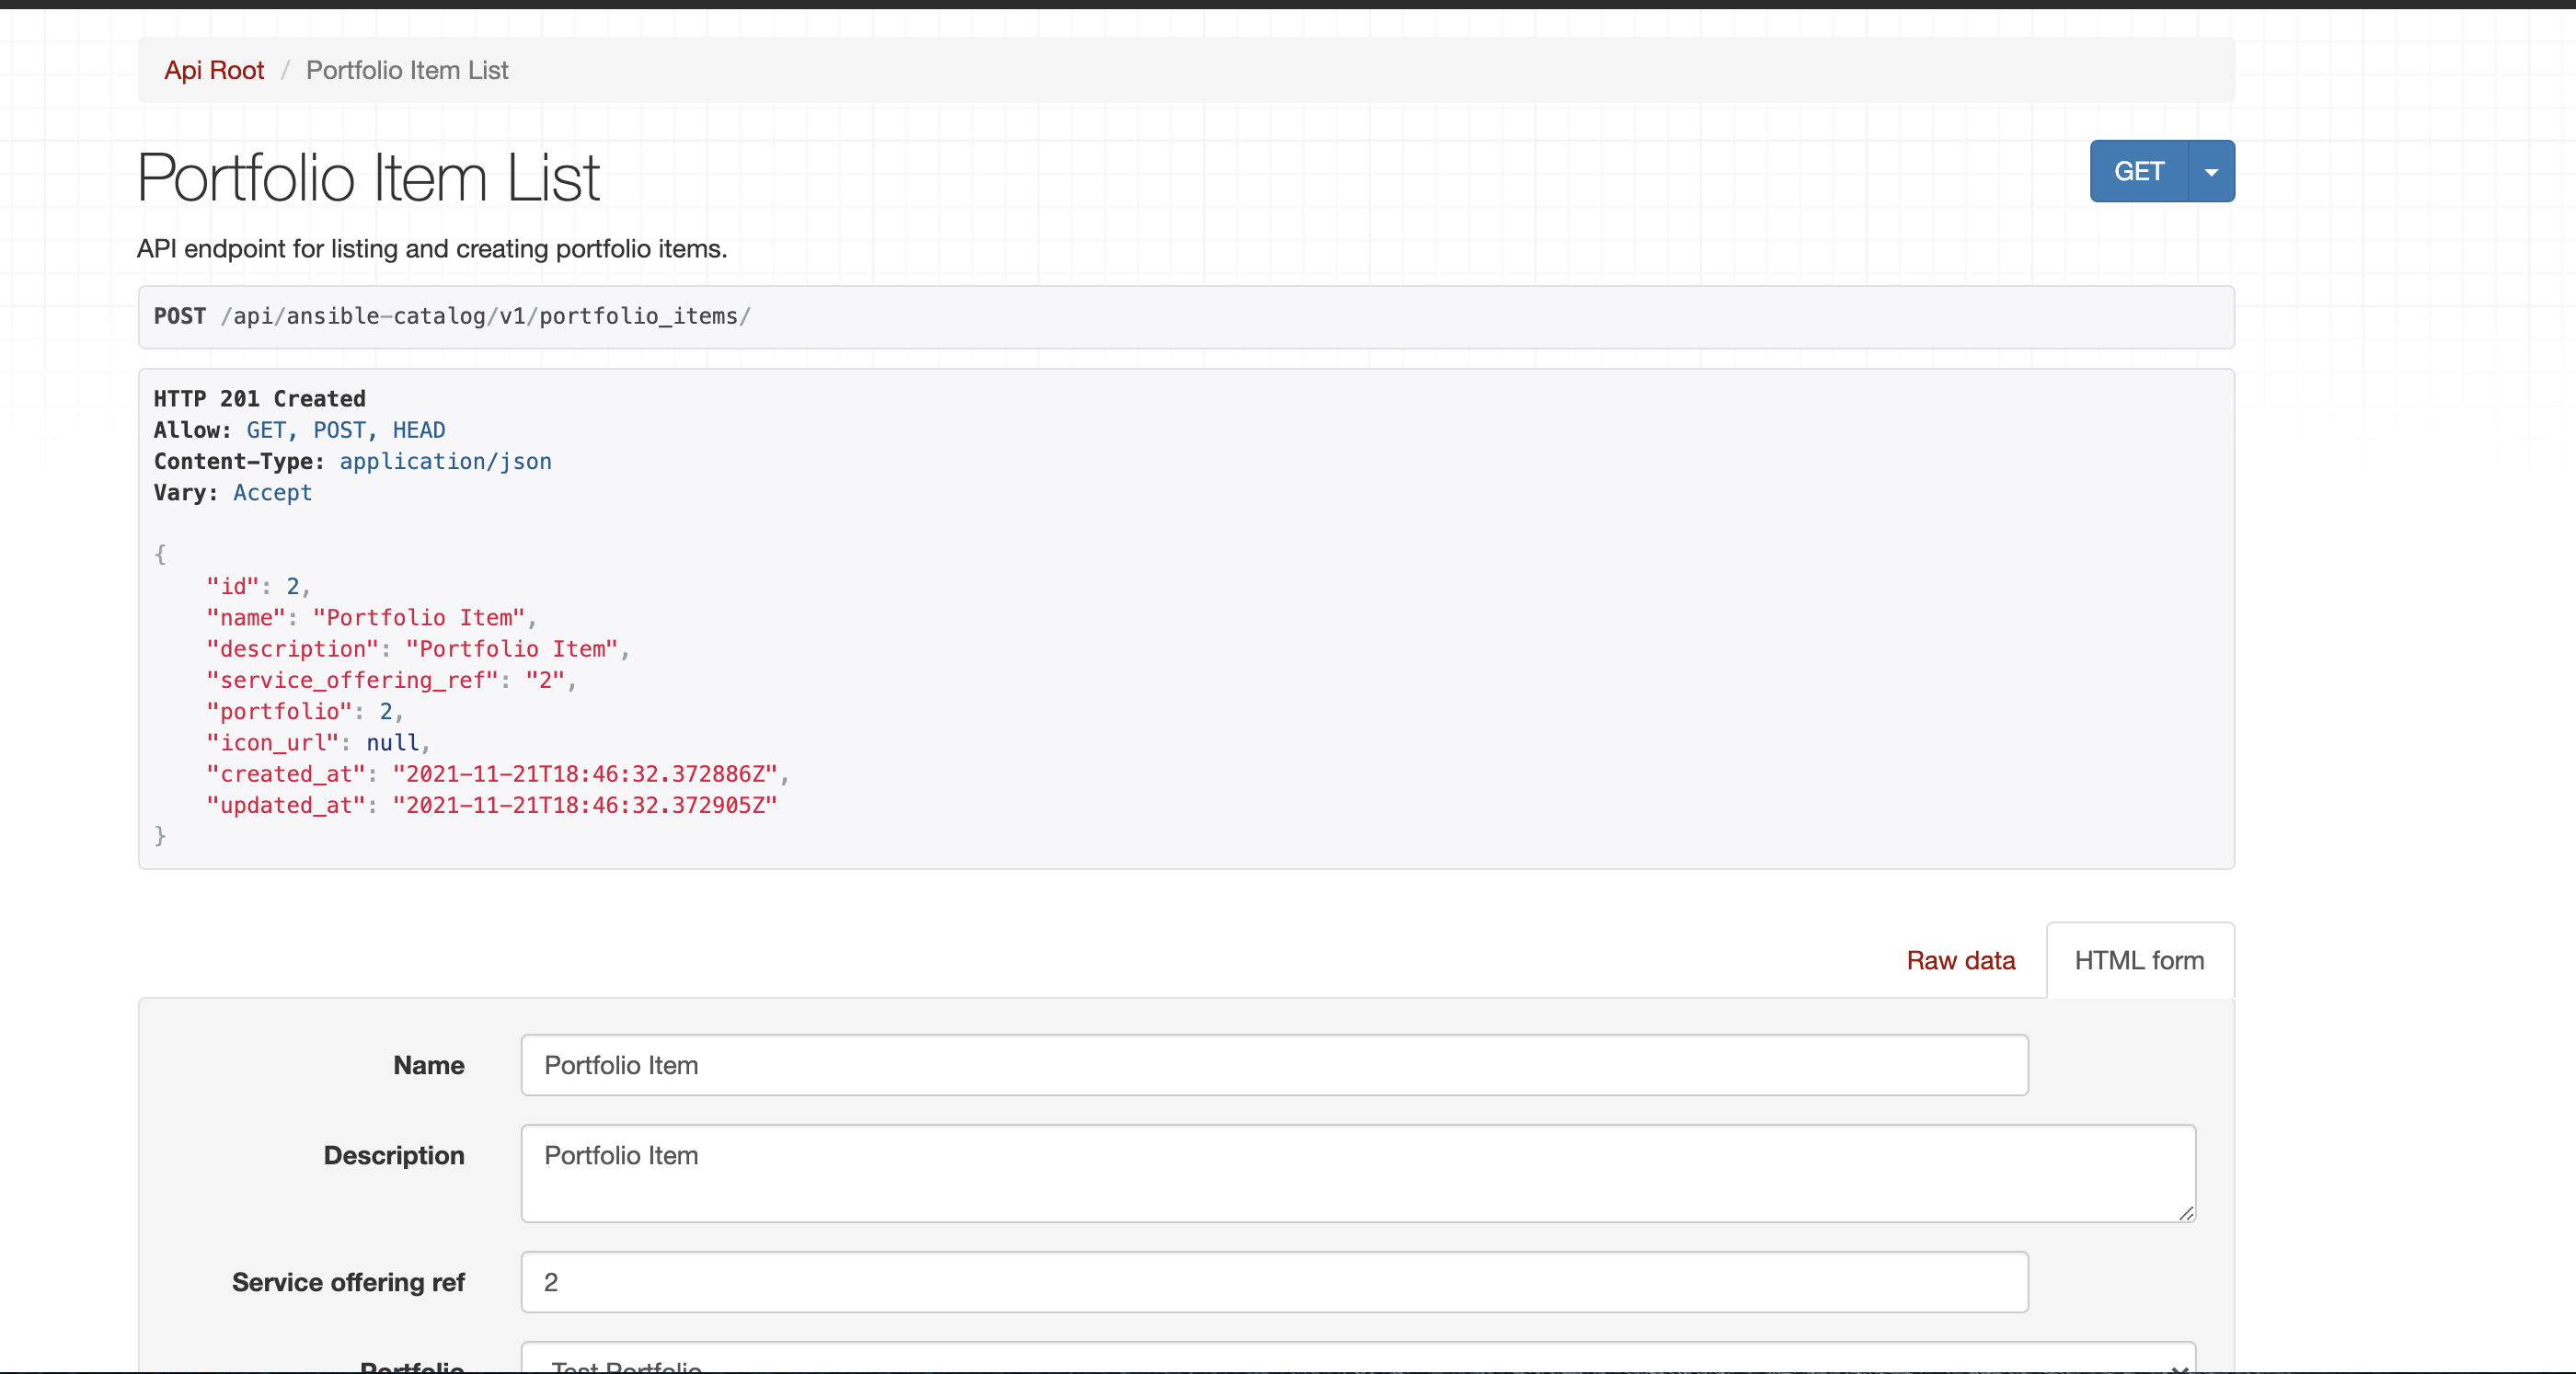 Api Root / Portfolio Item List
Portfolio Item List
GET
API endpoint for listing and creating portfolio items.
POST /api/ansible-catalog/v1/portfolio_items/
HTTP 201 Created
Allow: GET, POST, HEAD
Content-Type: application/json
Vary: Accept
{
    "id": 2,
    "name": "Portfolio Item",
    "description": "Portfolio Item",
    "service_offering_ref": "2",
    "portfolio": 2,
    "icon_url": null,
    "created_at": "2021-11-21T18:46:32.372886Z",
    "updated_at": "2021-11-21T18:46:32.372905Z"
}
Raw data
HTML form
Name
Portfolio Item
Description
Portfolio Item
Service offering ref
2
Portfolio
Test Portfolio